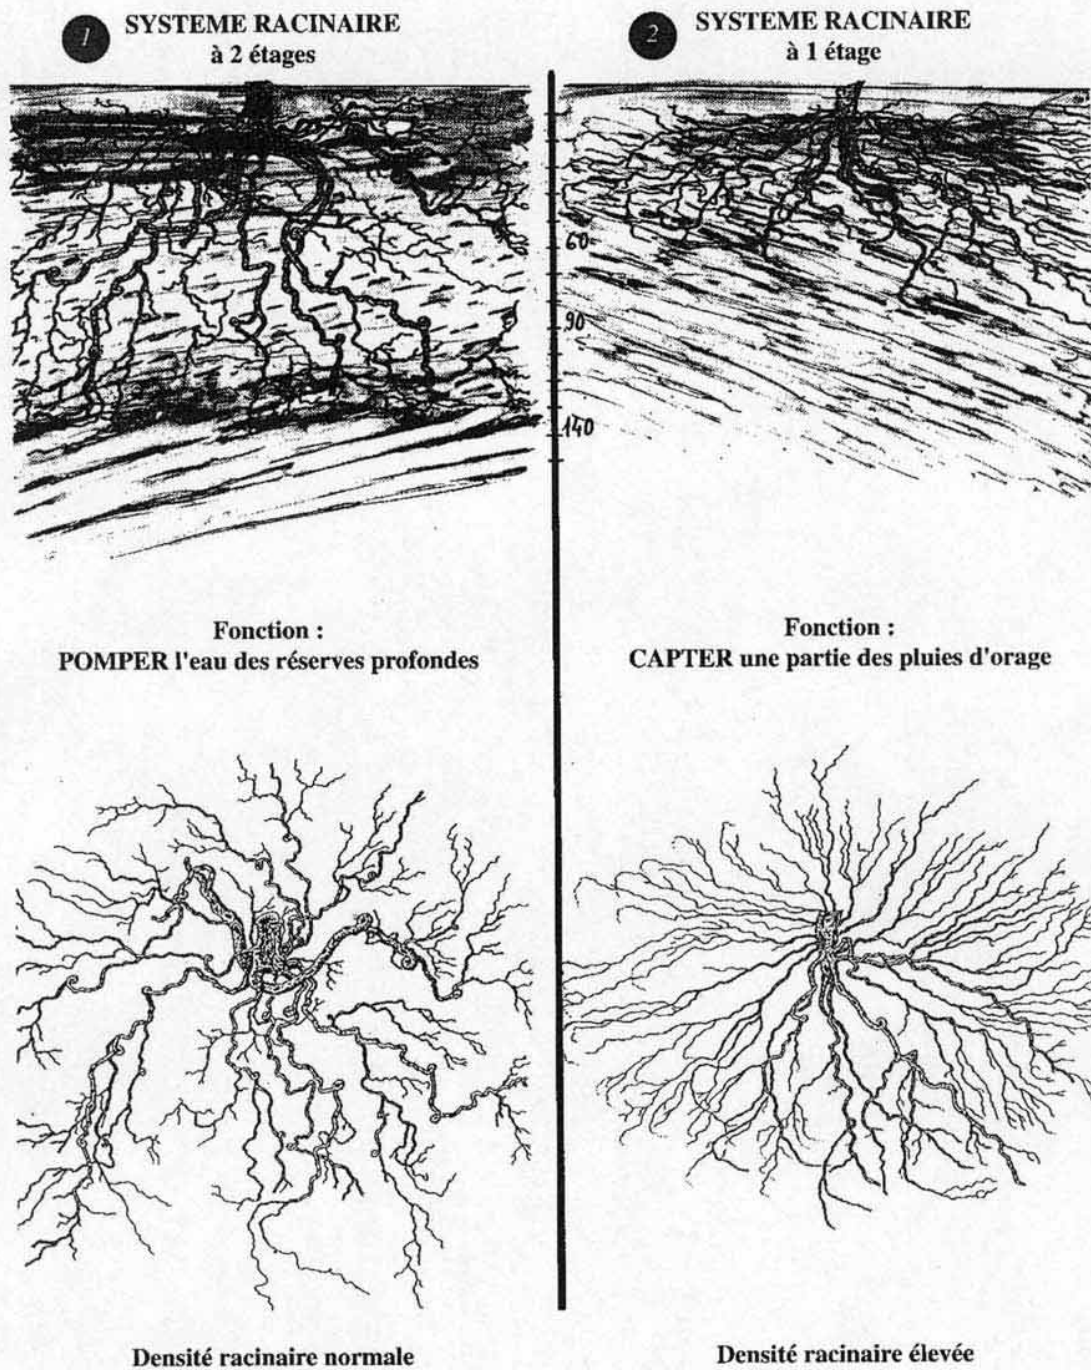 1 SYSTEME RACINAIRE
à 2 étages
2 SYSTEME RACINAIRE
à 1 étage
60
90
140
Fonction :
POMPER l'eau des réserves profondes
Fonction :
CAPTER une partie des pluies d'orage
Densité racinaire normale
Densité racinaire élevée